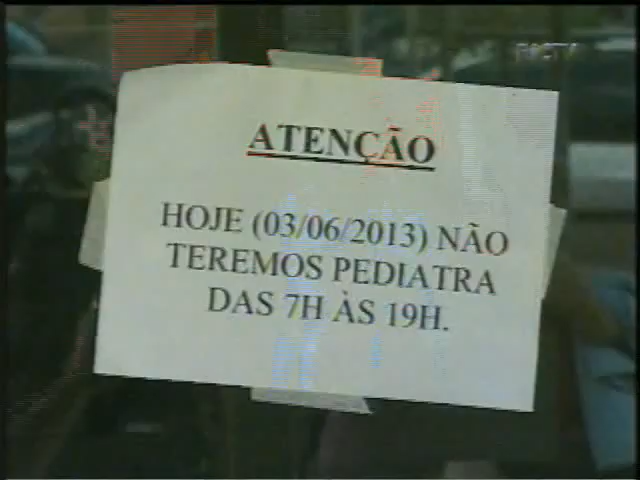 ATENÇÃO
HOJE (03/06/2013) NÃO
TEREMOS PEDIATRA
DAS 7H ÀS 19H.